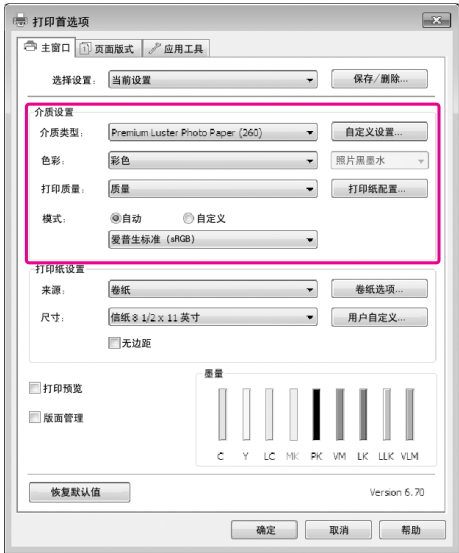 打印首选项
主窗口 页面版式 应用工具
选择设置: 当前设置 保存/删除...
介质设置
介质类型: Premium Luster Photo Paper (260) 自定义设置...
色彩: 彩色 照片黑墨水
打印质量: 质量 打印纸配置...
模式: 自动 自定义
爱普生标准 (sRGB)
打印纸设置
来源: 卷纸 卷纸选项...
尺寸: 信纸 8 1/2 x 11 英寸 用户自定义...
无边距
打印预览
版面管理
墨量
C Y LC MK PK VM LK LLK VLM
恢复默认值 Version 6.70
确定 取消 帮助